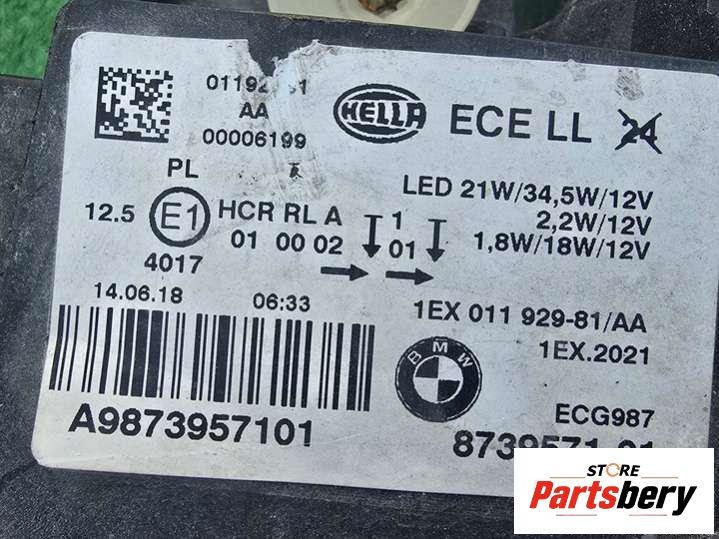 01192 81
AA
00006199
HELLA
ECE LL 24
PL
LED 21W/34,5W/12V
2,2W/12V
1,8W/18W/12V
12.5 E1 HCR RL A 1
01 00 02 01
4017
14.06.18 06:33
1EX 011 929-81/AA
1EX.2021
BMW
ECG987
A9873957101
8739571
STORE
Partsbery